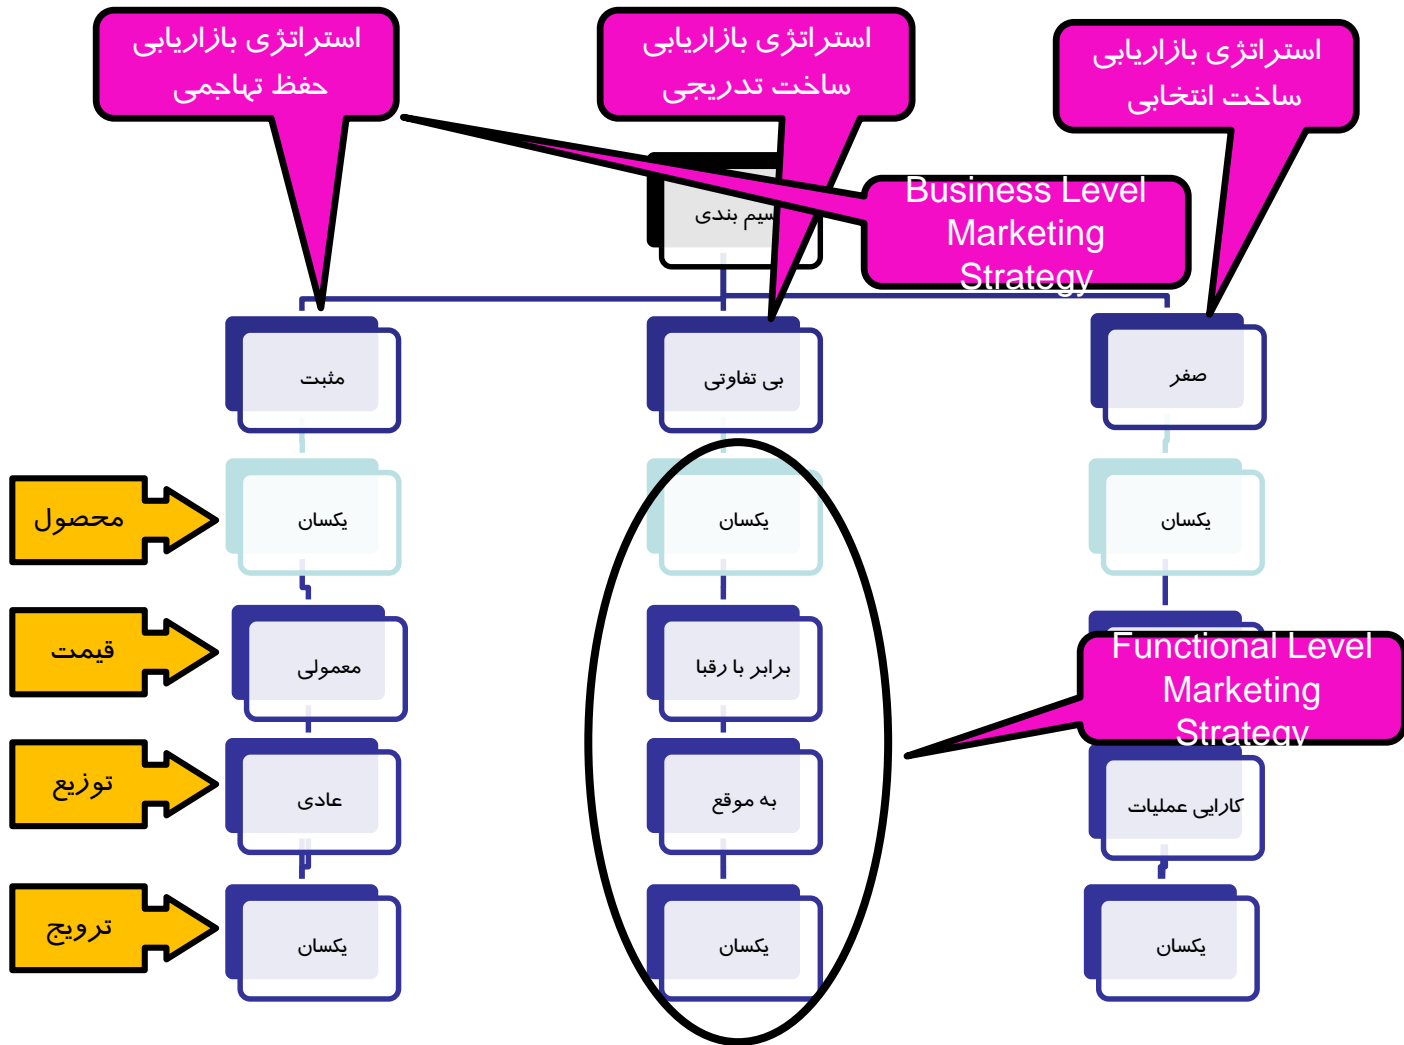 استراتژی بازاریابی
حفظ تهاجمی
استراتژی بازاریابی
ساخت تدریجی
استراتژی بازاریابی
ساخت انتخابی
Business Level
Marketing
Strategy
بندی
مثبت
بی تفاوتی
صفر
محصول
یکسان
یکسان
یکسان
قیمت
معمولی
برابر با رقبا
Functional Level
Marketing
Strategy
توزیع
عادی
به موقع
کارایی عملیات
ترویج
یکسان
یکسان
یکسان